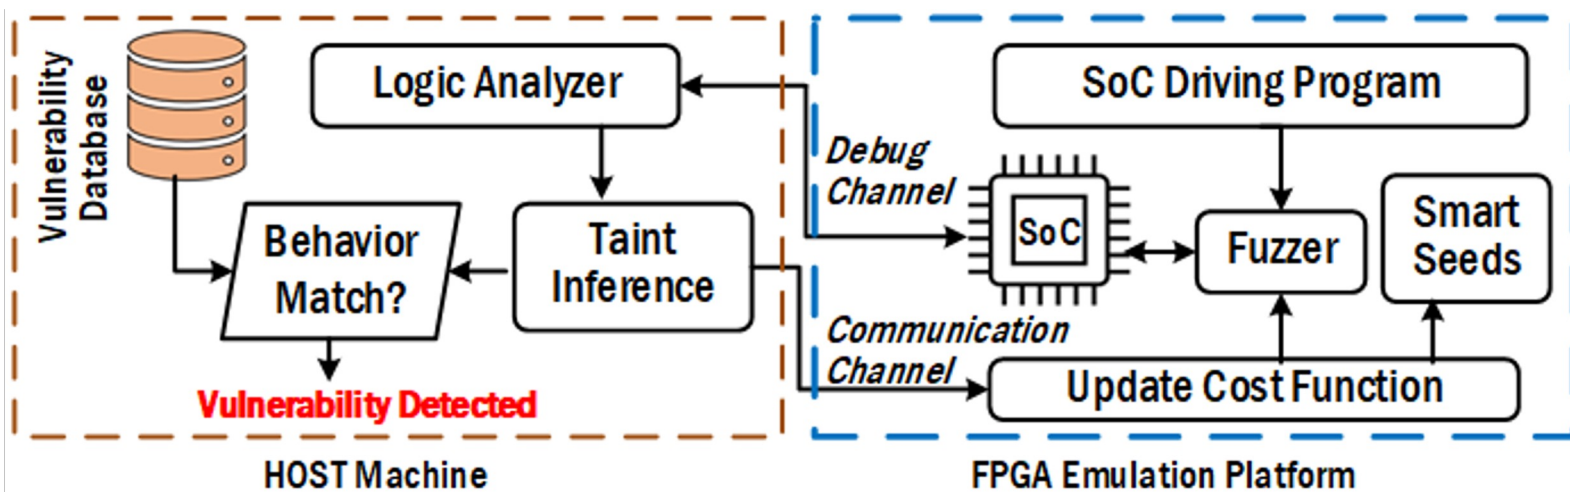 Vulnerability
Database
Logic Analyzer
Behavior
Match?
Taint
Inference
Vulnerability Detected
HOST Machine
Debug
Channel
Communication
Channel
SoC Driving Program
SoC
Fuzzer
Smart
Seeds
Update Cost Function
FPGA Emulation Platform